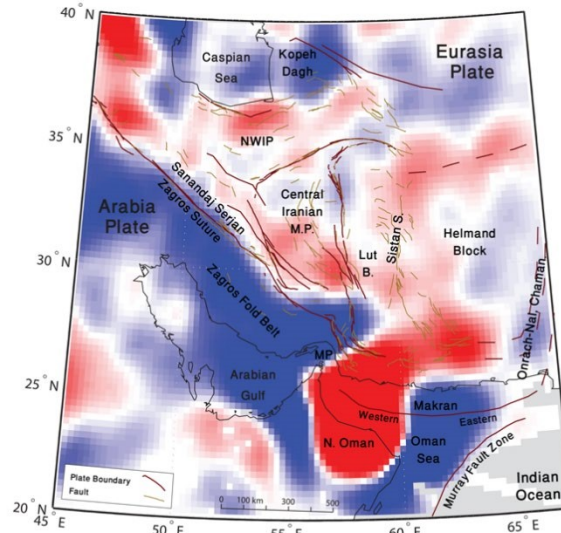 40° N
Caspian
Sea
Kopeh
Dagh
Eurasia
Plate
35° N
NWIP
Sanandaj Serjan
Zagros Suture
Arabia
Plate
Central
Iranian
M.P.
Lut
B.
Sistan S.
Helmand
Block
30° N
Zagros Fold Belt
Ornach-Nal, Chaman
MP
Arabian
Gulf
25° N
Makran
Western
Eastern
N. Oman
Oman
Sea
Murray Fault Zone
Indian
Ocean
Plate Boundary
Fault
0 100 300 500
km
20° N
45° E
50° E
55° E
60° E
65° E